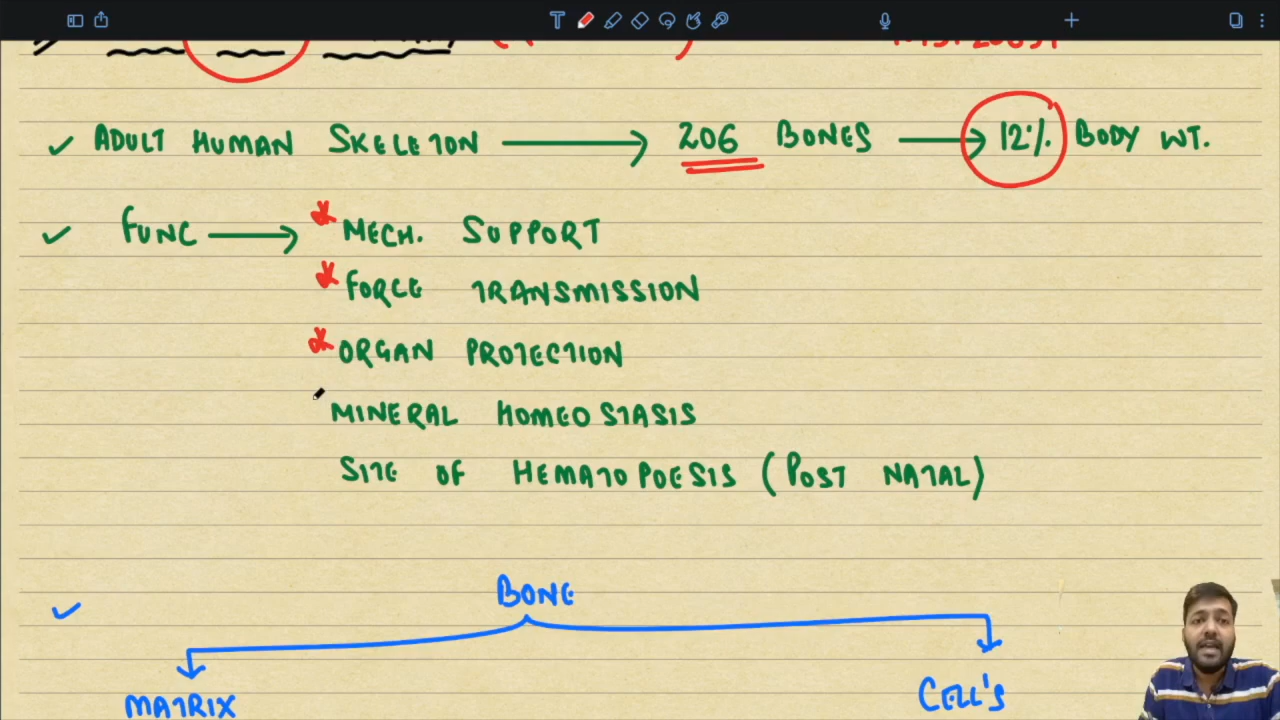 ADULT HUMAN SKELETON → 206 BONES → 12% BODY WT.
FUNC → MECH. SUPPORT
FORCE TRANSMISSION
ORGAN PROTECTION
MINERAL HOMEOSTASIS
SITE OF HEMATOPOESIS (POST NATAL)
BONE
MATRIX CELL'S